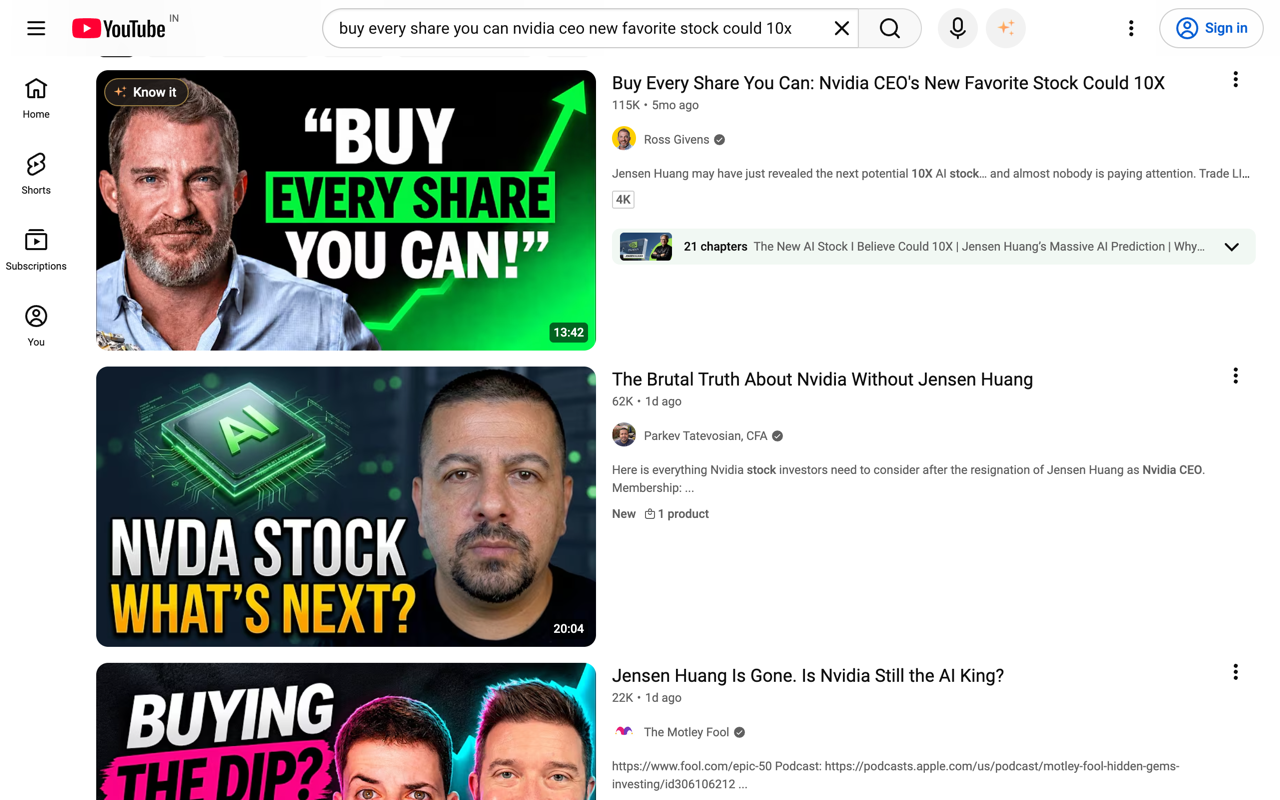 YouTube IN
buy every share you can nvidia ceo new favorite stock could 10x
Sign in
Home
Shorts
Subscriptions
You
Know it
“BUY
EVERY SHARE
YOU CAN!”
13:42
Buy Every Share You Can: Nvidia CEO's New Favorite Stock Could 10X
115K • 5mo ago
Ross Givens
Jensen Huang may have just revealed the next potential 10X AI stock... and almost nobody is paying attention. Trade LI...
4K
21 chapters The New AI Stock I Believe Could 10X | Jensen Huang’s Massive AI Prediction | Why...
AI
NVDA STOCK
WHAT'S NEXT?
20:04
The Brutal Truth About Nvidia Without Jensen Huang
62K • 1d ago
Parkev Tatevosian, CFA
Here is everything Nvidia stock investors need to consider after the resignation of Jensen Huang as Nvidia CEO.
Membership: ...
New 1 product
BUYING
THE DIP?
Jensen Huang Is Gone. Is Nvidia Still the AI King?
22K • 1d ago
The Motley Fool
https://www.fool.com/epic-50 Podcast: https://podcasts.apple.com/us/podcast/motley-fool-hidden-gems-
investing/id306106212 ...